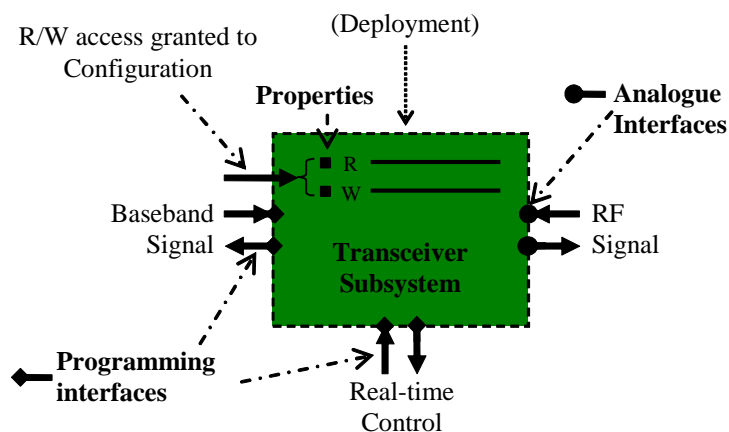 R/W access granted to
Configuration
(Deployment)
Properties
Analogue
Interfaces
R
W
Baseband
Signal
RF
Signal
Transceiver
Subsystem
Programming
interfaces
Real-time
Control